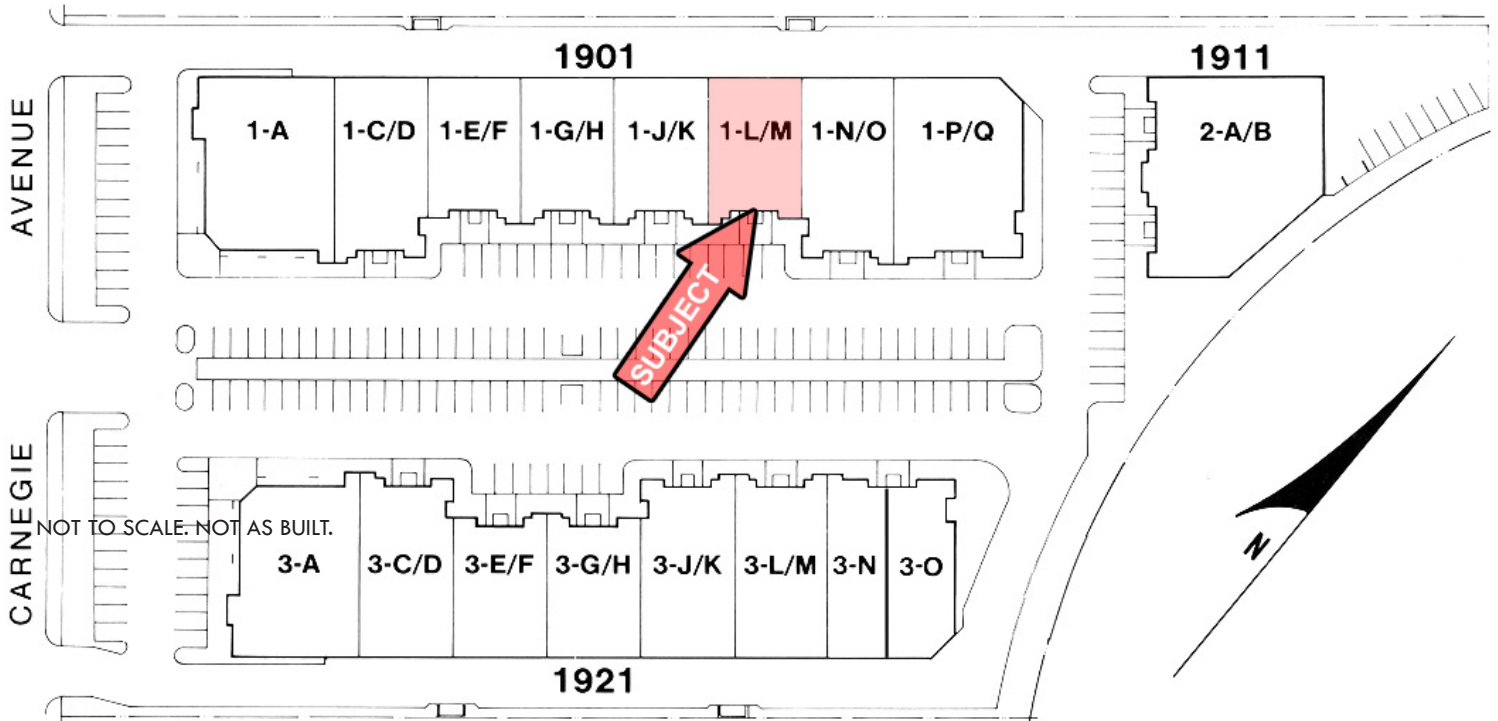 1901
1911
AVENUE
1-A
1-C/D
1-E/F
1-G/H
1-J/K
1-L/M
1-N/O
1-P/Q
2-A/B
SUBJECT
CARNEGIE
NOT TO SCALE. NOT AS BUILT.
3-A
3-C/D
3-E/F
3-G/H
3-J/K
3-L/M
3-N
3-O
N
1921